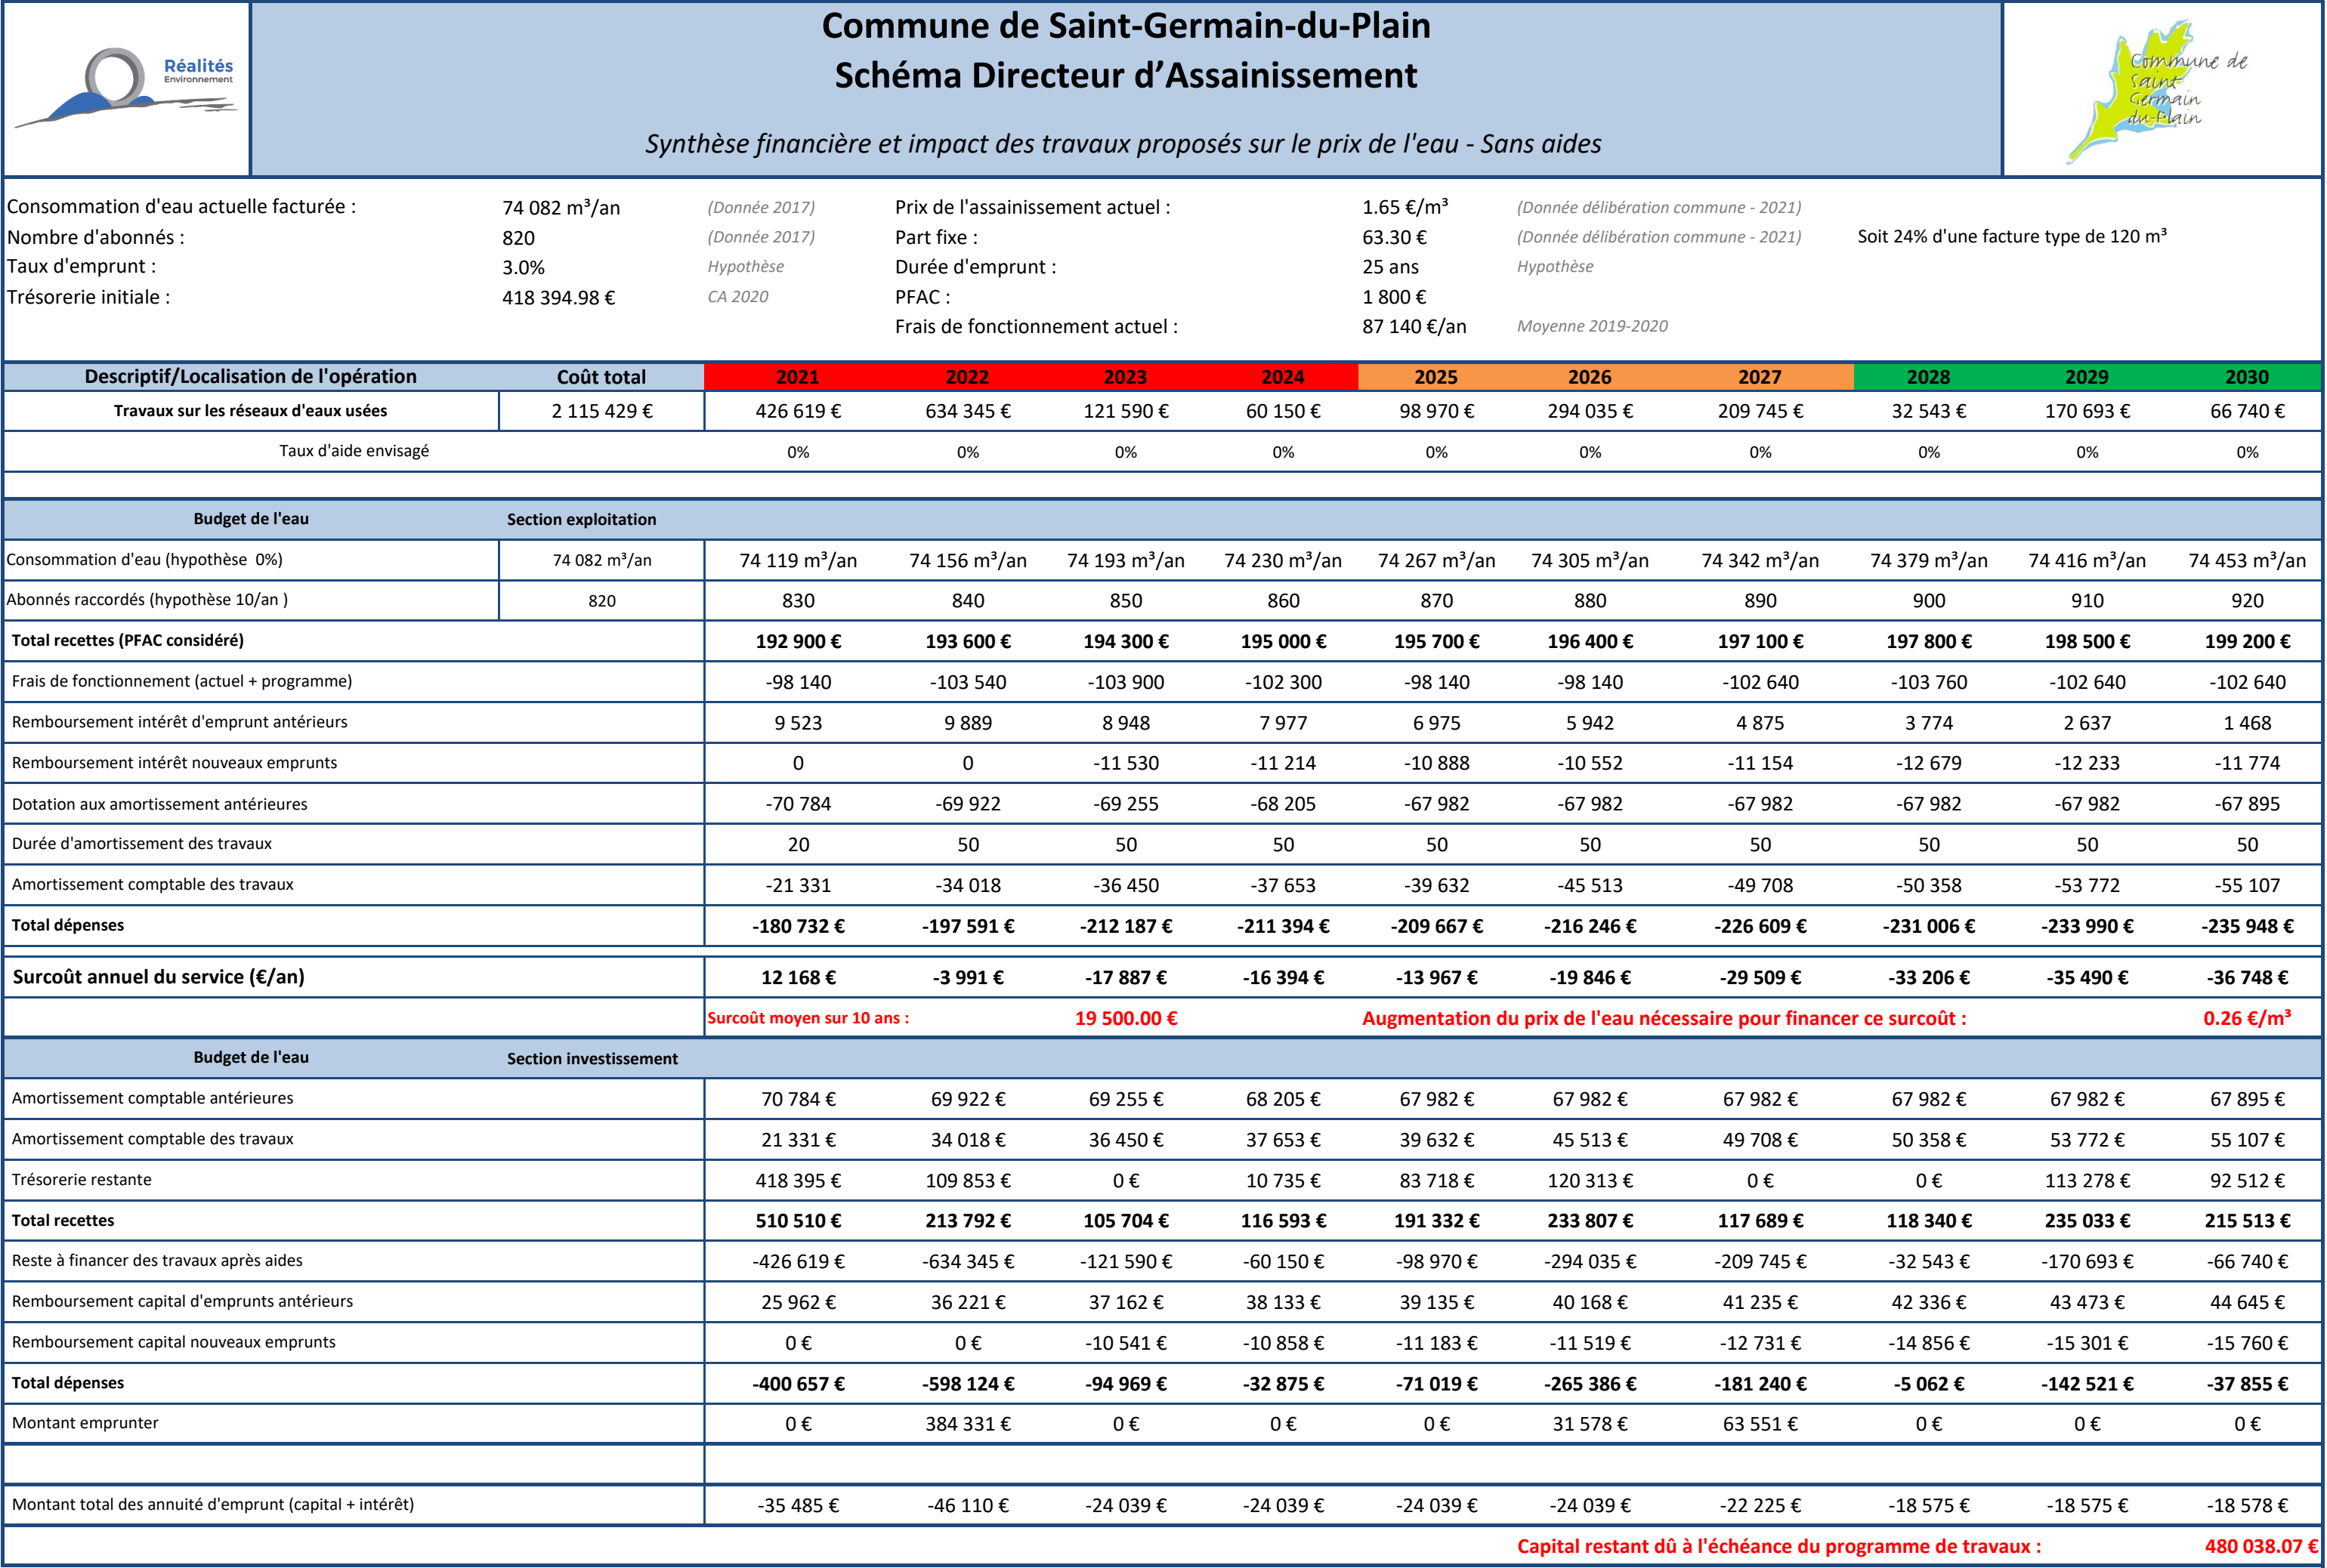 Réalités
Environnement
Commune de Saint-Germain-du-Plain
Schéma Directeur d’Assainissement
Synthèse financière et impact des travaux proposés sur le prix de l'eau - Sans aides
Commune de
Saint
Germain
du-Plain
Consommation d'eau actuelle facturée : 74 082 m³/an (Donnée 2017) Prix de l'assainissement actuel : 1.65 €/m³ (Donnée délibération commune - 2021)
Nombre d'abonnés : 820 (Donnée 2017) Part fixe : 63.30 € (Donnée délibération commune - 2021) Soit 24% d'une facture type de 120 m³
Taux d'emprunt : 3.0% Hypothèse Durée d'emprunt : 25 ans Hypothèse
Trésorerie initiale : 418 394.98 € CA 2020 PFAC : 1 800 €
Frais de fonctionnement actuel : 87 140 €/an Moyenne 2019-2020
Descriptif/Localisation de l'opération Coût total 2021 2022 2023 2024 2025 2026 2027 2028 2029 2030
Travaux sur les réseaux d'eaux usées 2 115 429 € 426 619 € 634 345 € 121 590 € 60 150 € 98 970 € 294 035 € 209 745 € 32 543 € 170 693 € 66 740 €
Taux d'aide envisagé 0% 0% 0% 0% 0% 0% 0% 0% 0% 0%
Budget de l'eau Section exploitation
Consommation d'eau (hypothèse 0%) 74 082 m³/an 74 119 m³/an 74 156 m³/an 74 193 m³/an 74 230 m³/an 74 267 m³/an 74 305 m³/an 74 342 m³/an 74 379 m³/an 74 416 m³/an 74 453 m³/an
Abonnés raccordés (hypothèse 10/an ) 820 830 840 850 860 870 880 890 900 910 920
Total recettes (PFAC considéré) 192 900 € 193 600 € 194 300 € 195 000 € 195 700 € 196 400 € 197 100 € 197 800 € 198 500 € 199 200 €
Frais de fonctionnement (actuel + programme) -98 140 -103 540 -103 900 -102 300 -98 140 -98 140 -102 640 -103 760 -102 640 -102 640
Remboursement intérêt d'emprunt antérieurs 9 523 9 889 8 948 7 977 6 975 5 942 4 875 3 774 2 637 1 468
Remboursement intérêt nouveaux emprunts 0 0 -11 530 -11 214 -10 888 -10 552 -11 154 -12 679 -12 233 -11 774
Dotation aux amortissement antérieures -70 784 -69 922 -69 255 -68 205 -67 982 -67 982 -67 982 -67 982 -67 982 -67 895
Durée d'amortissement des travaux 20 50 50 50 50 50 50 50 50 50
Amortissement comptable des travaux -21 331 -34 018 -36 450 -37 653 -39 632 -45 513 -49 708 -50 358 -53 772 -55 107
Total dépenses -180 732 € -197 591 € -212 187 € -211 394 € -209 667 € -216 246 € -226 609 € -231 006 € -233 990 € -235 948 €
Surcoût annuel du service (€/an) 12 168 € -3 991 € -17 887 € -16 394 € -13 967 € -19 846 € -29 509 € -33 206 € -35 490 € -36 748 €
Surcoût moyen sur 10 ans : 19 500.00 € Augmentation du prix de l'eau nécessaire pour financer ce surcoût : 0.26 €/m³
Budget de l'eau Section investissement
Amortissement comptable antérieures 70 784 € 69 922 € 69 255 € 68 205 € 67 982 € 67 982 € 67 982 € 67 982 € 67 982 € 67 895 €
Amortissement comptable des travaux 21 331 € 34 018 € 36 450 € 37 653 € 39 632 € 45 513 € 49 708 € 50 358 € 53 772 € 55 107 €
Trésorerie restante 418 395 € 109 853 € 0 € 10 735 € 83 718 € 120 313 € 0 € 0 € 113 278 € 92 512 €
Total recettes 510 510 € 213 792 € 105 704 € 116 593 € 191 332 € 233 807 € 117 689 € 118 340 € 235 033 € 215 513 €
Reste à financer des travaux après aides -426 619 € -634 345 € -121 590 € -60 150 € -98 970 € -294 035 € -209 745 € -32 543 € -170 693 € -66 740 €
Remboursement capital d'emprunts antérieurs 25 962 € 36 221 € 37 162 € 38 133 € 39 135 € 40 168 € 41 235 € 42 336 € 43 473 € 44 645 €
Remboursement capital nouveaux emprunts 0 € 0 € -10 541 € -10 858 € -11 183 € -11 519 € -12 731 € -14 856 € -15 301 € -15 760 €
Total dépenses -400 657 € -598 124 € -94 969 € -32 875 € -71 019 € -265 386 € -181 240 € -5 062 € -142 521 € -37 855 €
Montant emprunter 0 € 384 331 € 0 € 0 € 0 € 31 578 € 63 551 € 0 € 0 € 0 €
Montant total des annuité d'emprunt (capital + intérêt) -35 485 € -46 110 € -24 039 € -24 039 € -24 039 € -24 039 € -22 225 € -18 575 € -18 575 € -18 578 €
Capital restant dû à l'échéance du programme de travaux : 480 038.07 €